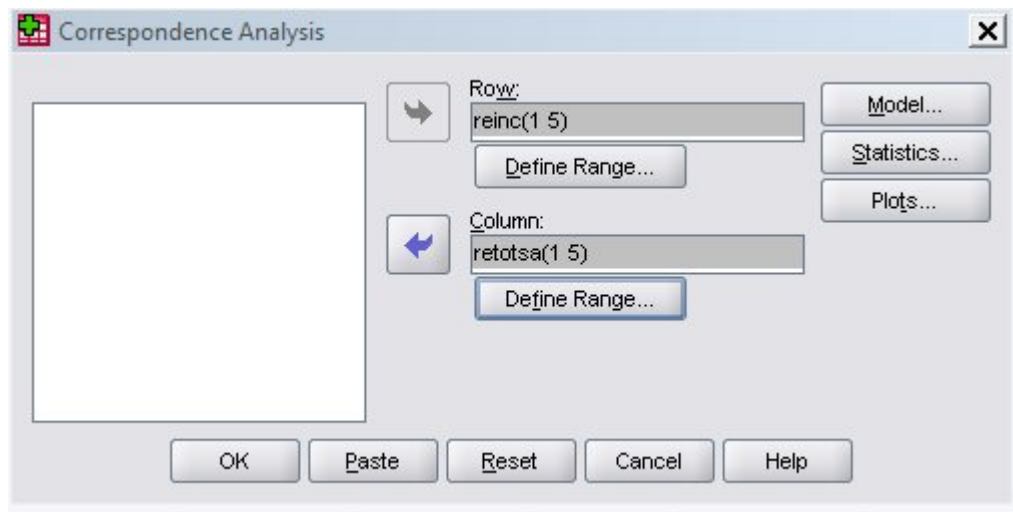 Correspondence Analysis
Row:
reinc(1 5)
Define Range...
Column:
retotsa(1 5)
Define Range...
Model...
Statistics...
Plots...
OK
Paste
Reset
Cancel
Help